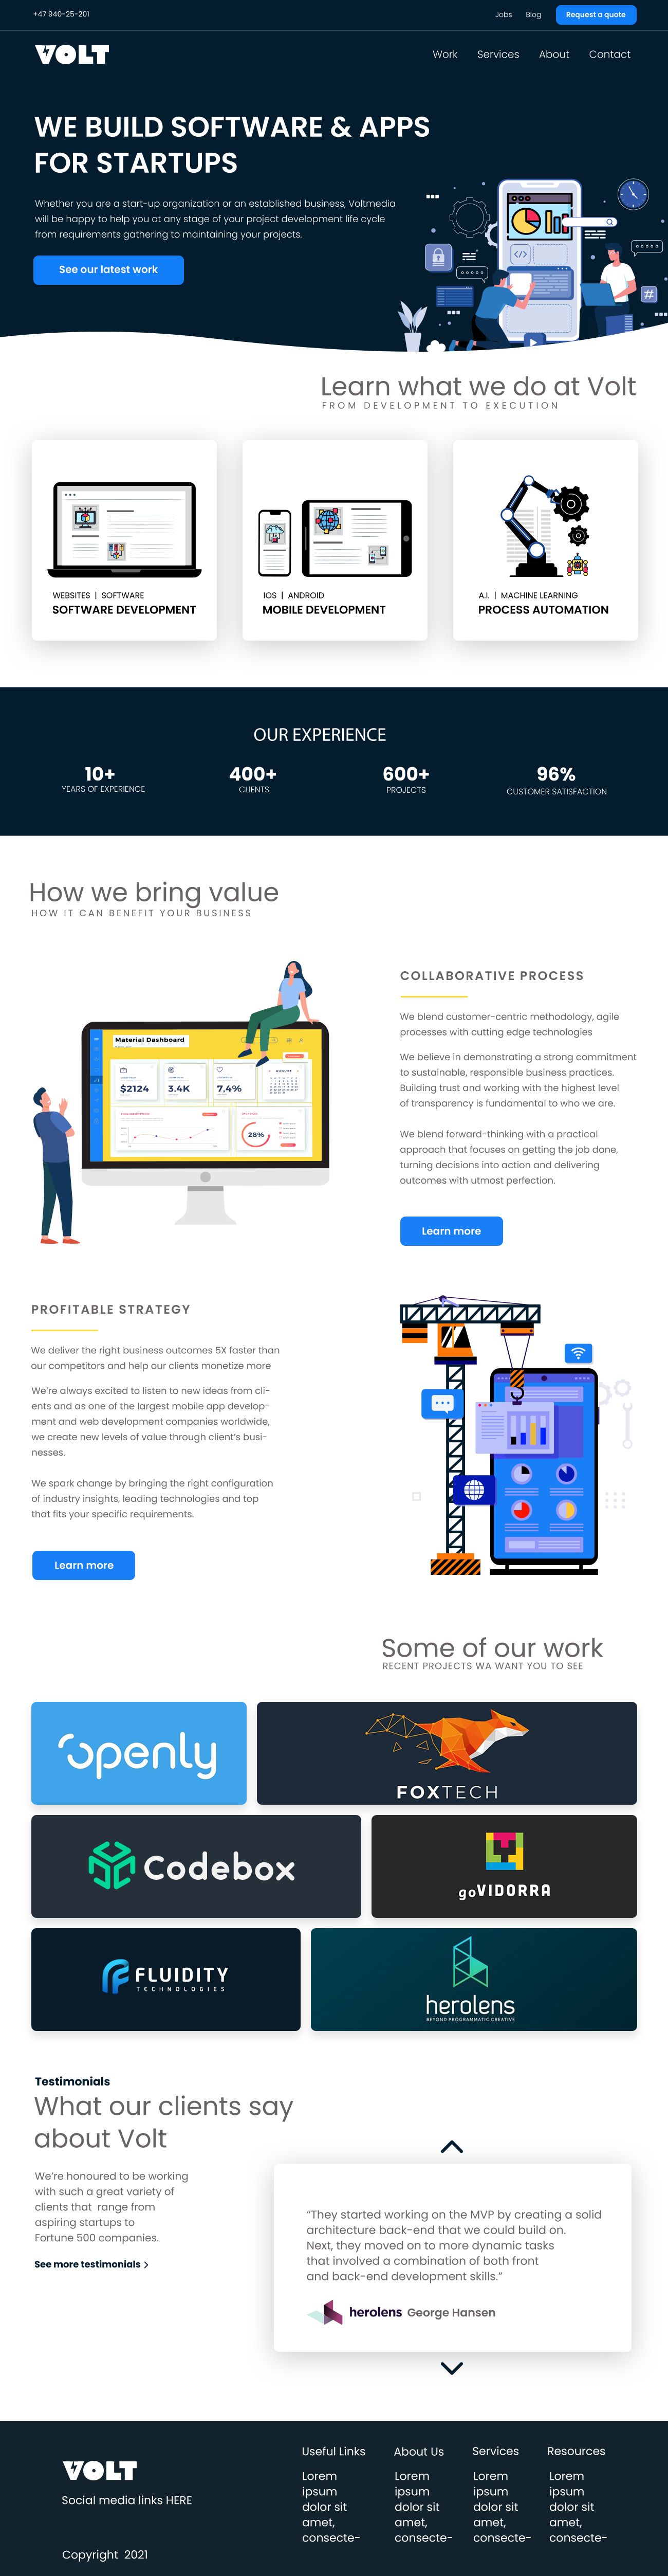 +47 940-25-201
Jobs
Blog
Request a quote
VOLT
Work
Services
About
Contact
WE BUILD SOFTWARE & APPS
FOR STARTUPS
Whether you are a start-up organization or an established business, Voltmedia
will be happy to help you at any stage of your project development life cycle
from requirements gathering to maintaining your projects.
See our latest work
</>
#
Learn what we do at Volt
FROM DEVELOPMENT TO EXECUTION
WEBSITES | SOFTWARE
SOFTWARE DEVELOPMENT
IOS | ANDROID
MOBILE DEVELOPMENT
A.I. | MACHINE LEARNING
PROCESS AUTOMATION
OUR EXPERIENCE
10+
YEARS OF EXPERIENCE
400+
CLIENTS
600+
PROJECTS
96%
CUSTOMER SATISFACTION
How we bring value
HOW IT CAN BENEFIT YOUR BUSINESS
Material Dashboard
$2124
3.4K
7.4%
AUGUST
28%
COLLABORATIVE PROCESS
We blend customer-centric methodology, agile
processes with cutting edge technologies
We believe in demonstrating a strong commitment
to sustainable, responsible business practices.
Building trust and working with the highest level
of transparency is fundamental to who we are.
We blend forward-thinking with a practical
approach that focuses on getting the job done,
turning decisions into action and delivering
outcomes with utmost perfection.
Learn more
PROFITABLE STRATEGY
We deliver the right business outcomes 5X faster than
our competitors and help our clients monetize more
We're always excited to listen to new ideas from cli-
ents and as one of the largest mobile app develop-
ment and web development companies worldwide,
we create new levels of value through client's busi-
nesses.
We spark change by bringing the right configuration
of industry insights, leading technologies and top
that fits your specific requirements.
Learn more
Some of our work
RECENT PROJECTS WA WANT YOU TO SEE
openly
FOXTECH
Codebox
goVIDORRA
FLUIDITY
TECHNOLOGIES
herolens
BEYOND PROGRAMMATIC CREATIVE
Testimonials
What our clients say
about Volt
We're honoured to be working
with such a great variety of
clients that range from
aspiring startups to
Fortune 500 companies.
See more testimonials >
“They started working on the MVP by creating a solid
architecture back-end that we could build on.
Next, they moved on to more dynamic tasks
that involved a combination of both front
and back-end development skills.”
herolens George Hansen
VOLT
Social media links HERE
Copyright 2021
Useful Links
Lorem
ipsum
dolor sit
amet,
consecte-
About Us
Lorem
ipsum
dolor sit
amet,
consecte-
Services
Lorem
ipsum
dolor sit
amet,
consecte-
Resources
Lorem
ipsum
dolor sit
amet,
consecte-